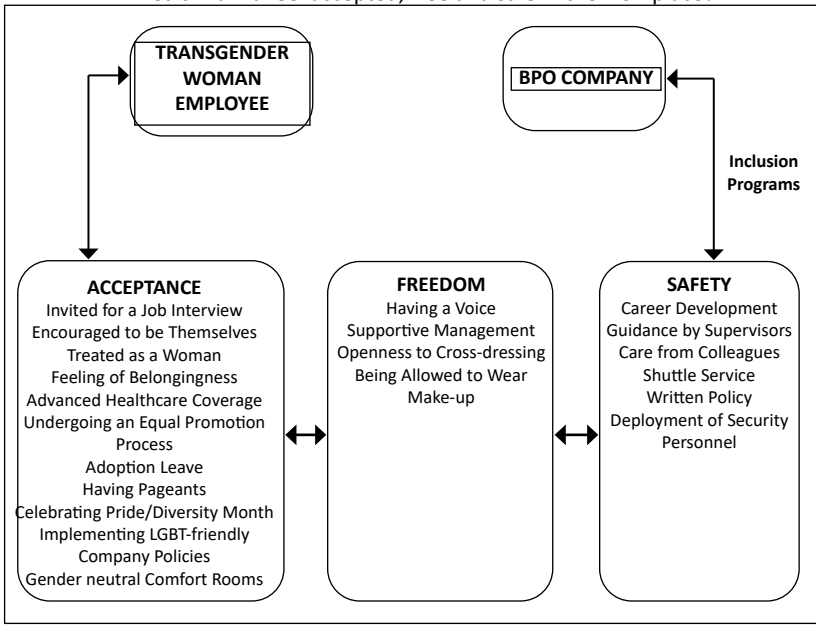 TRANSGENDER
WOMAN
EMPLOYEE
BPO COMPANY
Inclusion
Programs
ACCEPTANCE
Invited for a Job Interview
Encouraged to be Themselves
Treated as a Woman
Feeling of Belongingness
Advanced Healthcare Coverage
Undergoing an Equal Promotion
Process
Adoption Leave
Having Pageants
Celebrating Pride/Diversity Month
Implementing LGBT-friendly
Company Policies
Gender neutral Comfort Rooms
FREEDOM
Having a Voice
Supportive Management
Openness to Cross-dressing
Being Allowed to Wear
Make-up
SAFETY
Career Development
Guidance by Supervisors
Care from Colleagues
Shuttle Service
Written Policy
Deployment of Security
Personnel